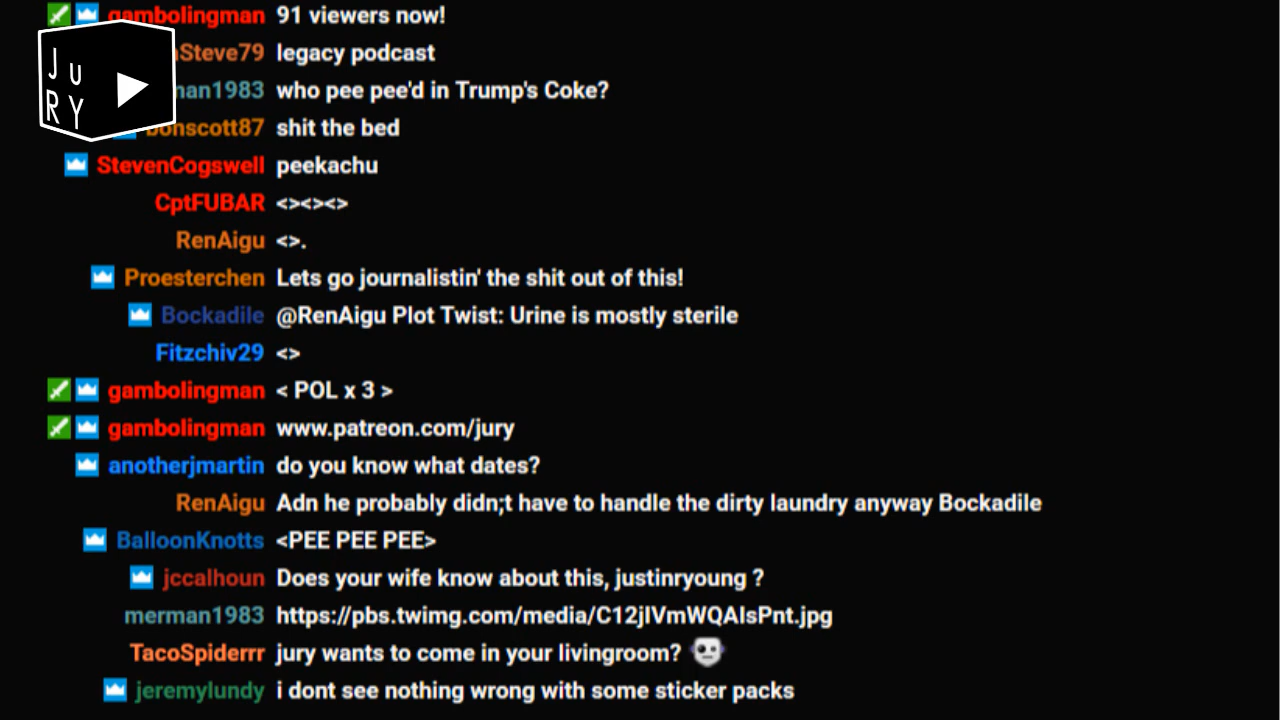 gambolingman 91 viewers now!
Steve79 legacy podcast
man1983 who pee pee'd in Trump's Coke?
bonscott87 shit the bed
StevenCogswell peekachu
CptFUBAR <><><>
RenAigu <>.
Proesterchen Lets go journalistin' the shit out of this!
Bockadile @RenAigu Plot Twist: Urine is mostly sterile
Fitzchiv29 <>
gambolingman < POL x 3 >
gambolingman www.patreon.com/jury
anotherjmartin do you know what dates?
RenAigu Adn he probably didn;t have to handle the dirty laundry anyway Bockadile
BalloonKnotts <PEE PEE PEE>
jccalhoun Does your wife know about this, justinryoung ?
merman1983 https://pbs.twimg.com/media/C12jlVmWQAIsPnt.jpg
TacoSpiderrr jury wants to come in your livingroom?
jeremylundy i dont see nothing wrong with some sticker packs
JURY